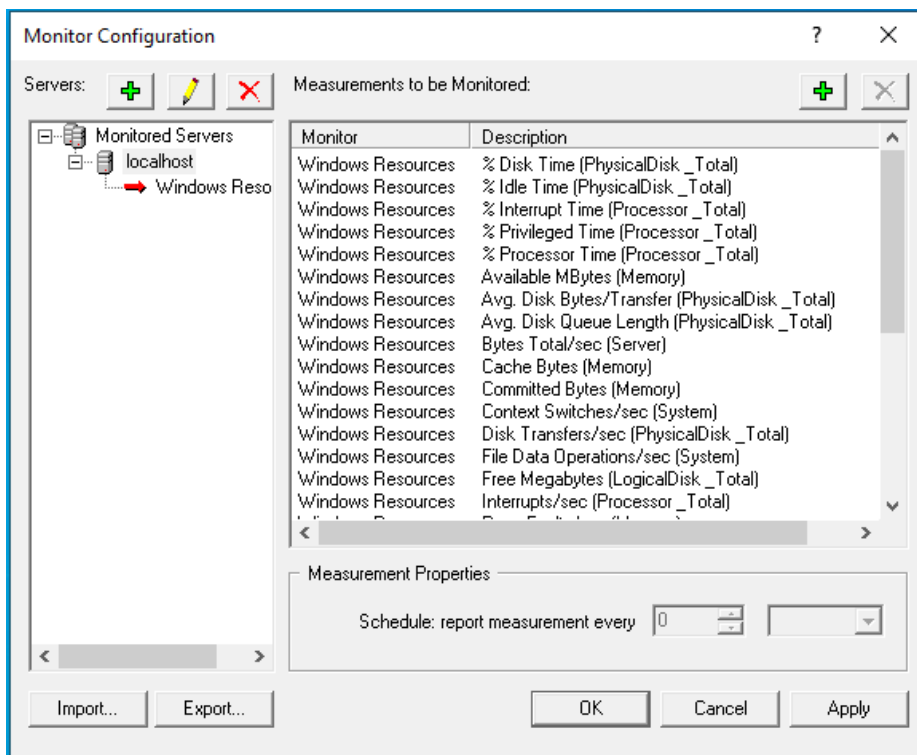 Monitor Configuration
?
Servers:
Measurements to be Monitored:
Monitored Servers
localhost
Windows Reso
Monitor Description
Windows Resources % Disk Time (PhysicalDisk _Total)
Windows Resources % Idle Time (PhysicalDisk _Total)
Windows Resources % Interrupt Time (Processor _Total)
Windows Resources % Privileged Time (Processor _Total)
Windows Resources % Processor Time (Processor _Total)
Windows Resources Available MBytes (Memory)
Windows Resources Avg. Disk Bytes/Transfer (PhysicalDisk _Total)
Windows Resources Avg. Disk Queue Length (PhysicalDisk _Total)
Windows Resources Bytes Total/sec (Server)
Windows Resources Cache Bytes (Memory)
Windows Resources Committed Bytes (Memory)
Windows Resources Context Switches/sec (System)
Windows Resources Disk Transfers/sec (PhysicalDisk _Total)
Windows Resources File Data Operations/sec (System)
Windows Resources Free Megabytes (LogicalDisk _Total)
Windows Resources Interrupts/sec (Processor _Total)
Measurement Properties
Schedule: report measurement every 0
Import... Export... OK Cancel Apply